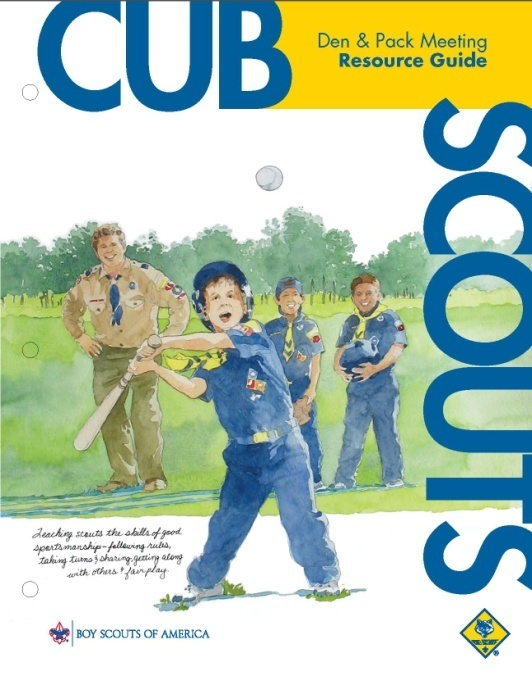 CUB
Den & Pack Meeting
Resource Guide
SCOUTS
Teaching scouts the skills of good
sportsmanship - following rules,
taking turns & sharing, getting along
with others & fair play.
BOY SCOUTS OF AMERICA
®